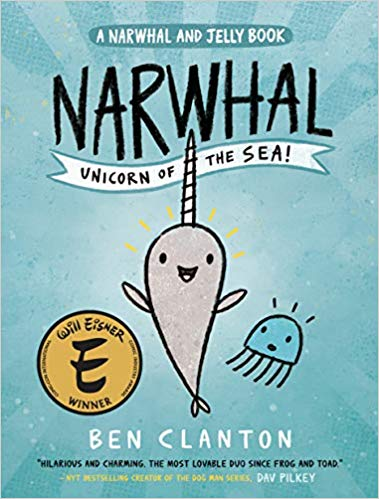 A NARWHAL AND JELLY BOOK
NARWHAL
UNICORN OF THE SEA!
Will EiSNER
E
WINNER
BEN CLANTON
"HILARIOUS AND CHARMING. THE MOST LOVABLE DUO SINCE FROG AND TOAD."
– NYT BESTSELLING CREATOR OF THE DOG MAN SERIES, DAV PILKEY